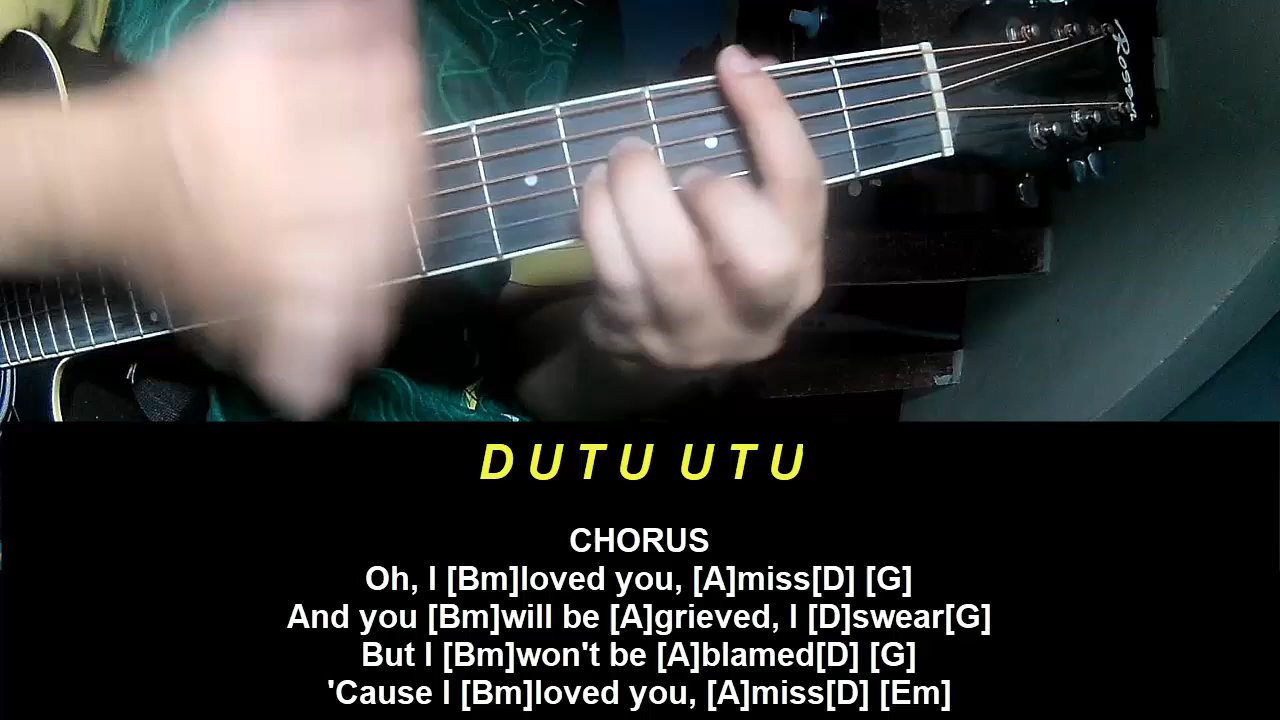 Rosen
D U T U U T U
CHORUS
Oh, I [Bm]loved you, [A]miss[D] [G]
And you [Bm]will be [A]grieved, I [D]swear[G]
But I [Bm]won't be [A]blamed[D] [G]
'Cause I [Bm]loved you, [A]miss[D] [Em]